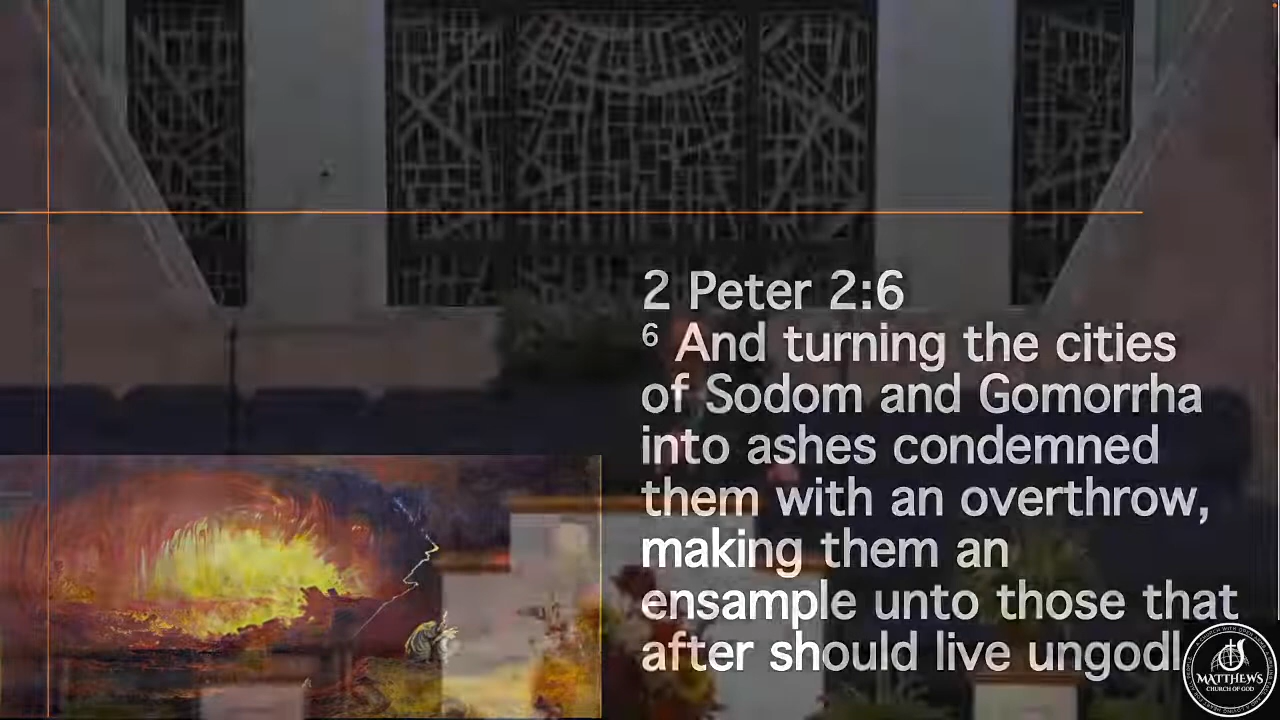 2 Peter 2:6
6 And turning the cities
of Sodom and Gomorrha
into ashes condemned
them with an overthrow,
making them an
ensample unto those that
after should live ungodl
MATTHEWS
CHURCH OF GOD